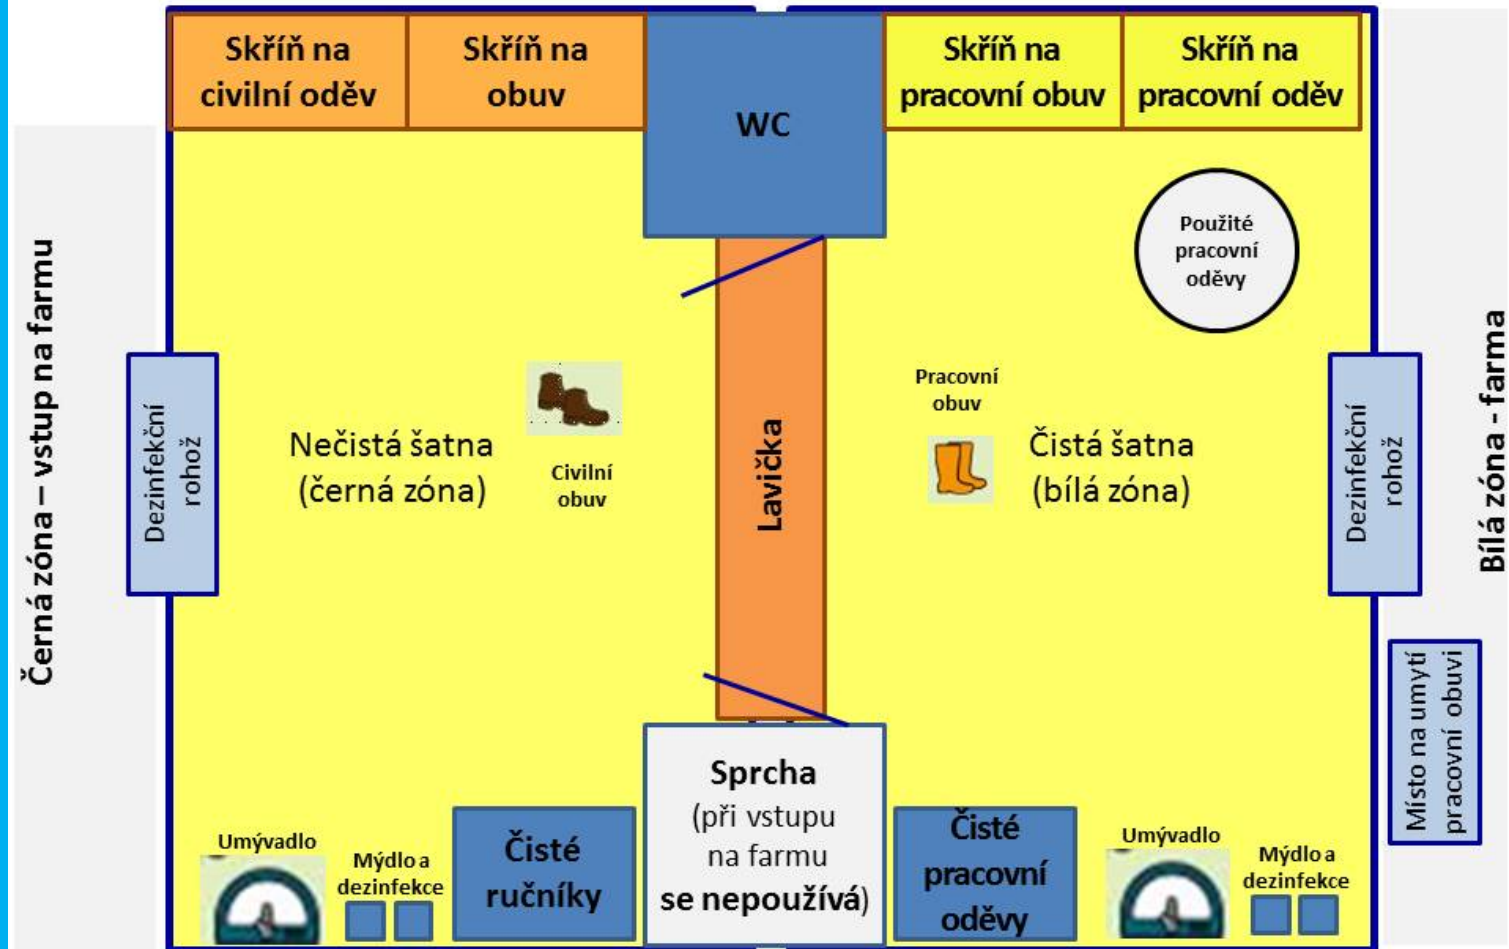 Skříň na
civilní oděv
Skříň na
obuv
WC
Skříň na
pracovní obuv
Skříň na
pracovní oděv
Použité
pracovní
oděvy
Černá zóna – vstup na farmu
Dezinfekční
rohož
Nečistá šatna
(černá zóna)
Civilní
obuv
Lavička
Pracovní
obuv
Čistá šatna
(bílá zóna)
Dezinfekční
rohož
Bílá zóna - farma
Místo na umytí
pracovní obuvi
Umývadlo
Mýdlo a
dezinfekce
Čisté
ručníky
Sprcha
(při vstupu
na farmu
se nepoužívá)
Čisté
pracovní
oděvy
Umývadlo
Mýdlo a
dezinfekce